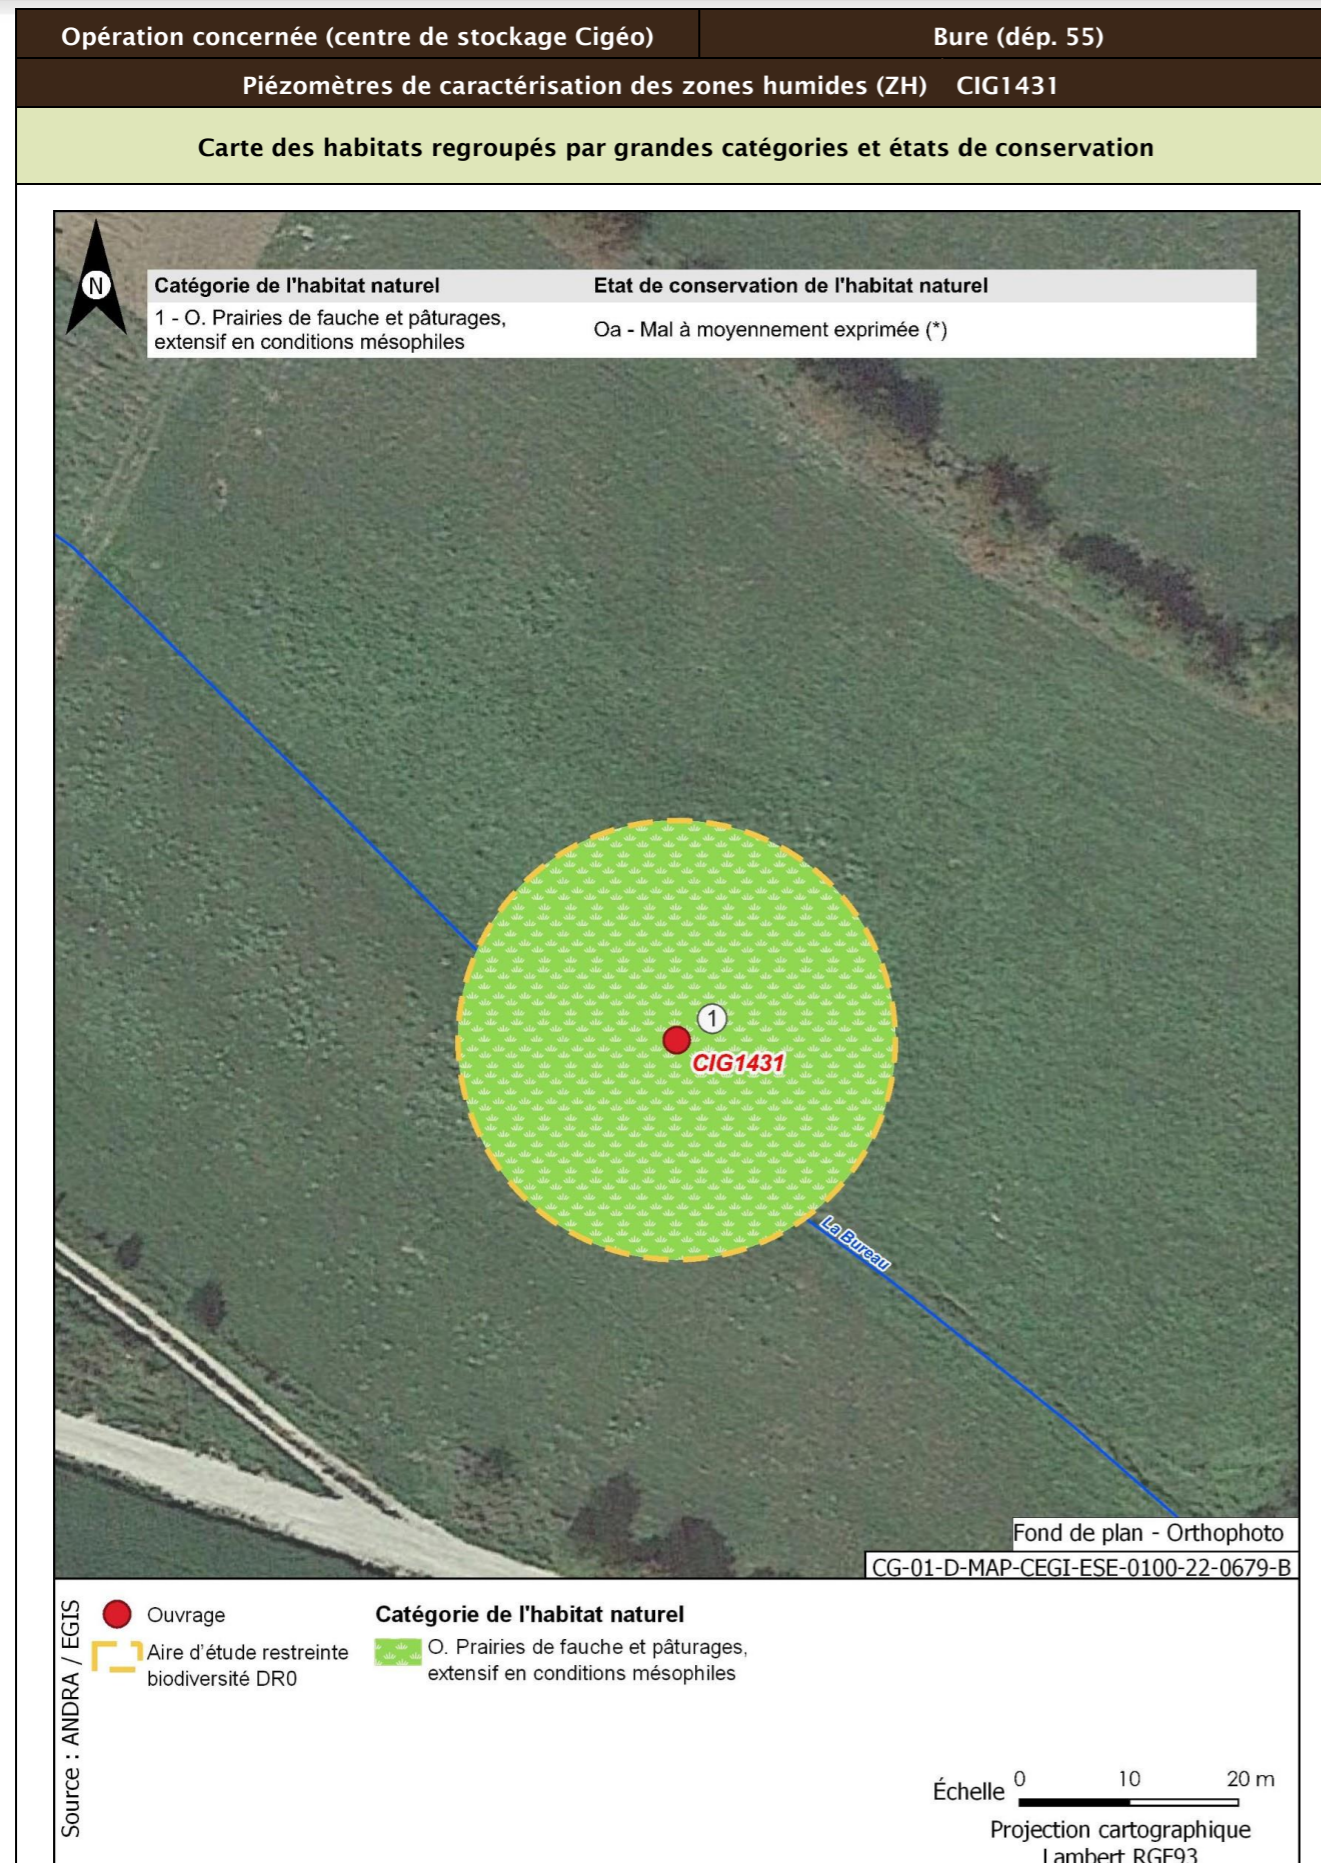 Opération concernée (centre de stockage Cigéo)
Bure (dép. 55)
Piézomètres de caractérisation des zones humides (ZH) CIG1431
Carte des habitats regroupés par grandes catégories et états de conservation
N
Catégorie de l'habitat naturel
Etat de conservation de l'habitat naturel
1 - O. Prairies de fauche et pâturages,
extensif en conditions mésophiles
Oa - Mal à moyennement exprimée (*)
1
CIG1431
La Bureau
Fond de plan - Orthophoto
CG-01-D-MAP-CEGI-ESE-0100-22-0679-B
Source : ANDRA / EGIS
Ouvrage
Aire d'étude restreinte
biodiversité DR0
Catégorie de l'habitat naturel
O. Prairies de fauche et pâturages,
extensif en conditions mésophiles
Échelle 0 10 20 m
Projection cartographique
Lambert RGF93